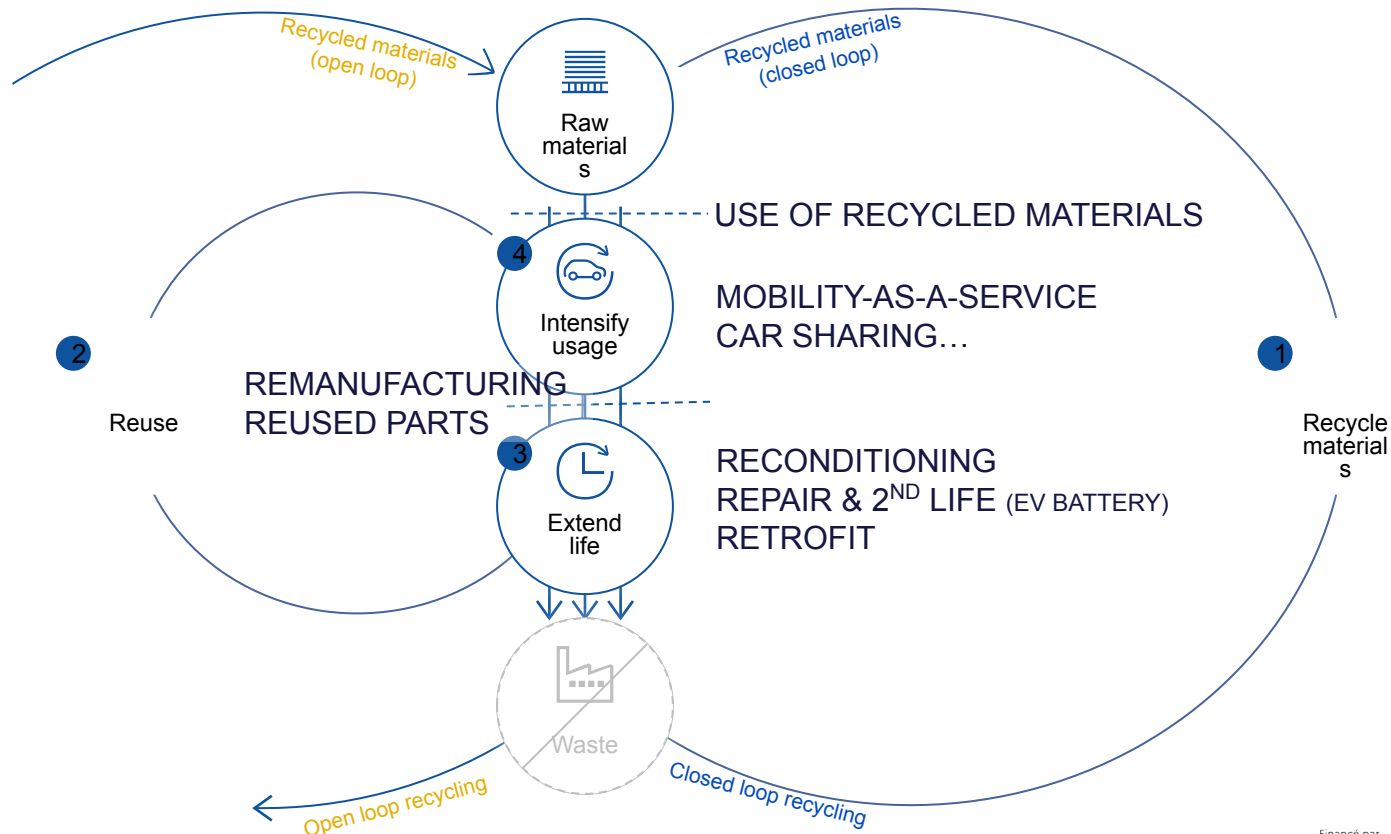 Recycled materials
(open loop)
Recycled materials
(closed loop)
Raw
material
s
USE OF RECYCLED MATERIALS
4
Intensify
usage
MOBILITY-AS-A-SERVICE
CAR SHARING…
2
Reuse
REMANUFACTURING
REUSED PARTS
1
Recycle
material
s
3
Extend
life
RECONDITIONING
REPAIR & 2ND LIFE (EV BATTERY)
RETROFIT
Waste
Open loop recycling
Closed loop recycling
Financé par